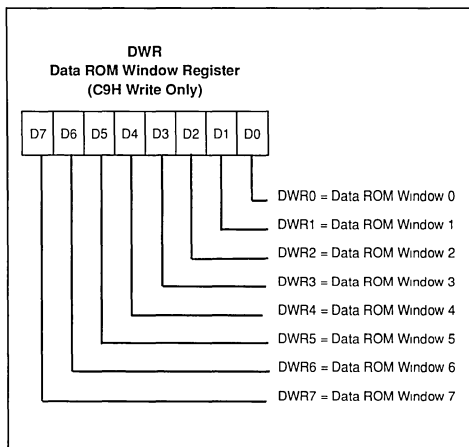 DWR
Data ROM Window Register
(C9H Write Only)
D7 D6 D5 D4 D3 D2 D1 D0
DWR0 = Data ROM Window 0
DWR1 = Data ROM Window 1
DWR2 = Data ROM Window 2
DWR3 = Data ROM Window 3
DWR4 = Data ROM Window 4
DWR5 = Data ROM Window 5
DWR6 = Data ROM Window 6
DWR7 = Data ROM Window 7